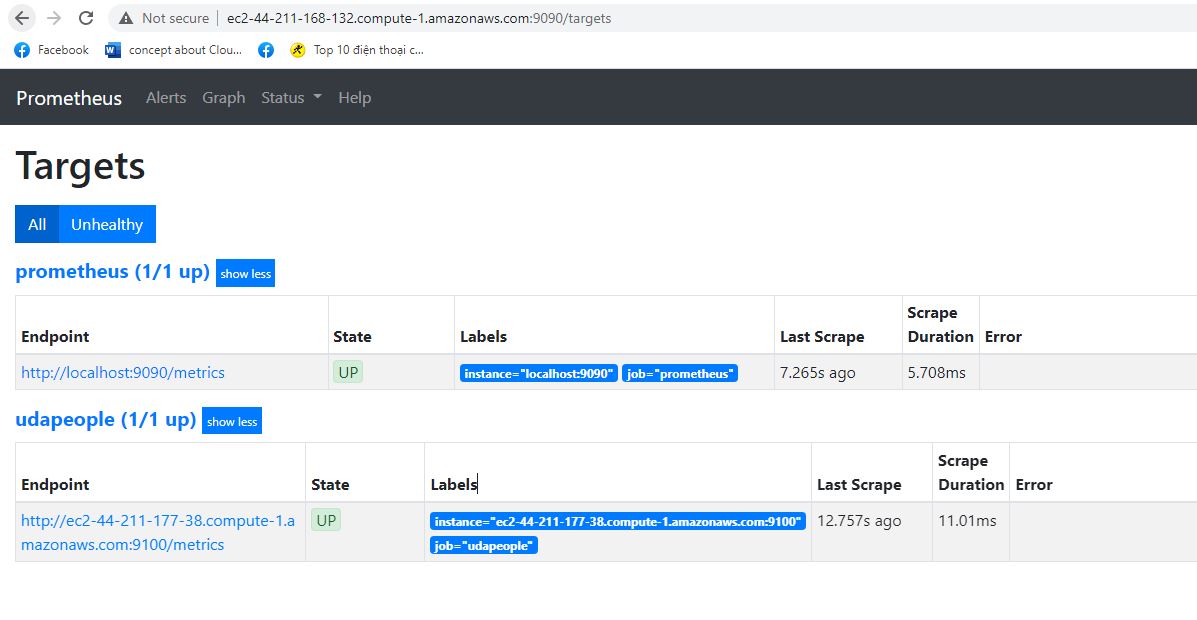 Not secure | ec2-44-211-168-132.compute-1.amazonaws.com:9090/targets
Facebook concept about Clou... Top 10 điện thoại c...
Prometheus Alerts Graph Status Help
Targets
All Unhealthy
prometheus (1/1 up) show less
Scrape
Endpoint State Labels Last Scrape Duration Error
http://localhost:9090/metrics UP instance="localhost:9090" job="prometheus" 7.265s ago 5.708ms
udapeople (1/1 up) show less
Scrape
Endpoint State Labels Last Scrape Duration Error
http://ec2-44-211-177-38.compute-1.a UP instance="ec2-44-211-177-38.compute-1.amazonaws.com:9100" 12.757s ago 11.01ms
mazonaws.com:9100/metrics job="udapeople"